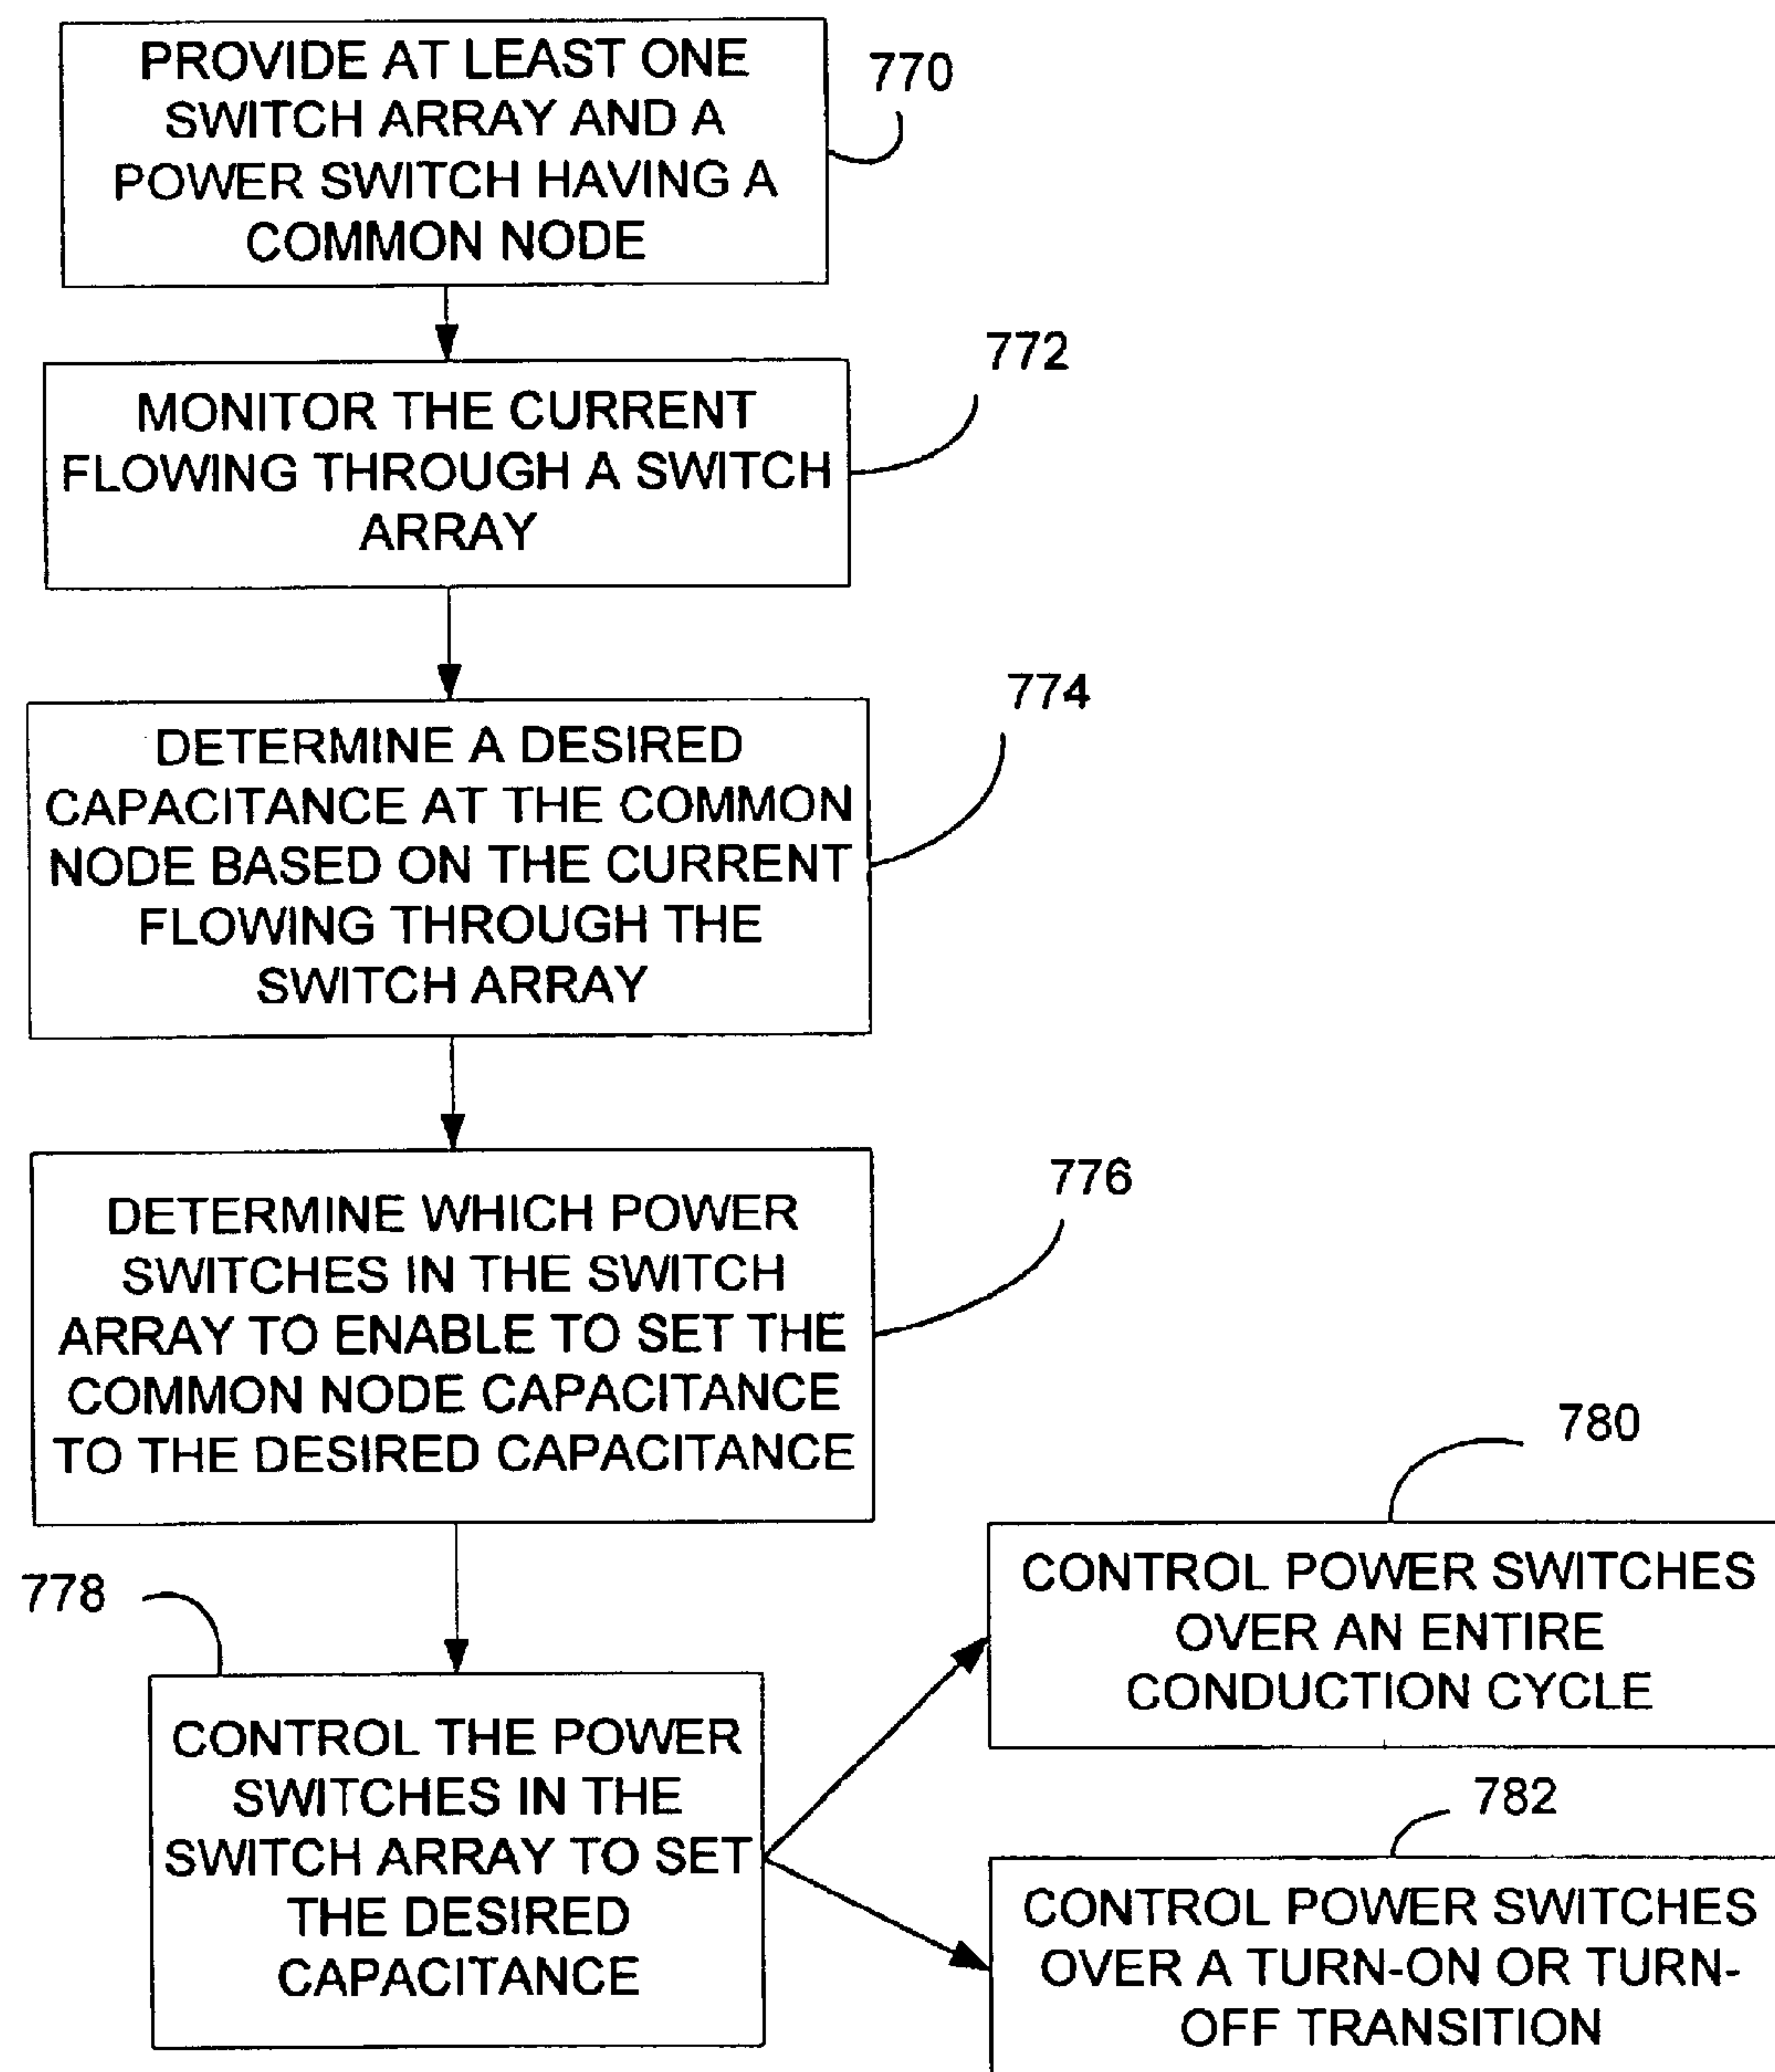 PROVIDE AT LEAST ONE
SWITCH ARRAY AND A
POWER SWITCH HAVING A
COMMON NODE
770
MONITOR THE CURRENT
FLOWING THROUGH A SWITCH
ARRAY
772
DETERMINE A DESIRED
CAPACITANCE AT THE COMMON
NODE BASED ON THE CURRENT
FLOWING THROUGH THE
SWITCH ARRAY
774
DETERMINE WHICH POWER
SWITCHES IN THE SWITCH
ARRAY TO ENABLE TO SET THE
COMMON NODE CAPACITANCE
TO THE DESIRED CAPACITANCE
776
778
CONTROL THE POWER
SWITCHES IN THE
SWITCH ARRAY TO SET
THE DESIRED
CAPACITANCE
780
CONTROL POWER SWITCHES
OVER AN ENTIRE
CONDUCTION CYCLE
782
CONTROL POWER SWITCHES
OVER A TURN-ON OR TURN-
OFF TRANSITION